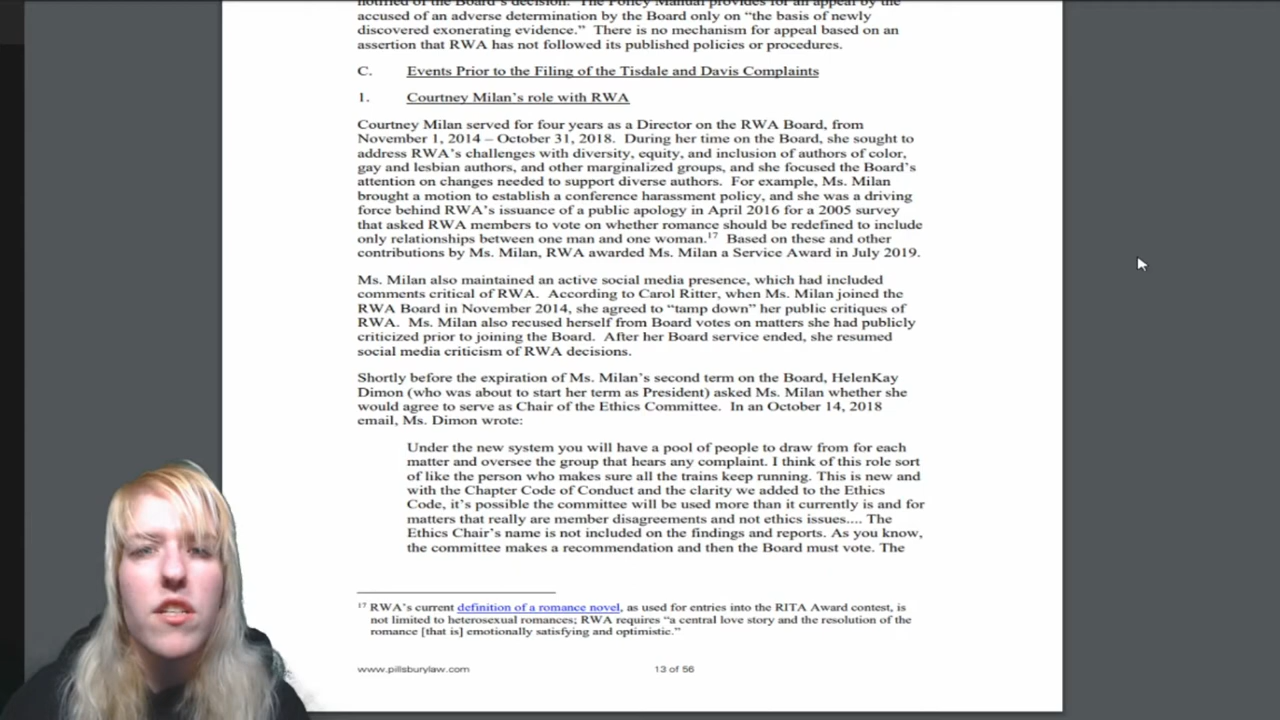 notified of the Board's decision. The Policy Manual provides for an appeal by the
accused of an adverse determination by the Board only on “the basis of newly
discovered exonerating evidence.” There is no mechanism for appeal based on an
assertion that RWA has not followed its published policies or procedures.
C. Events Prior to the Filing of the Tisdale and Davis Complaints
1. Courtney Milan's role with RWA
Courtney Milan served for four years as a Director on the RWA Board, from
November 1, 2014 – October 31, 2018. During her time on the Board, she sought to
address RWA's challenges with diversity, equity, and inclusion of authors of color,
gay and lesbian authors, and other marginalized groups, and she focused the Board's
attention on changes needed to support diverse authors. For example, Ms. Milan
brought a motion to establish a conference harassment policy, and she was a driving
force behind RWA's issuance of a public apology in April 2016 for a 2005 survey
that asked RWA members to vote on whether romance should be redefined to include
only relationships between one man and one woman.17 Based on these and other
contributions by Ms. Milan, RWA awarded Ms. Milan a Service Award in July 2019.
Ms. Milan also maintained an active social media presence, which had included
comments critical of RWA. According to Carol Ritter, when Ms. Milan joined the
RWA Board in November 2014, she agreed to “tamp down” her public critiques of
RWA. Ms. Milan also recused herself from Board votes on matters she had publicly
criticized prior to joining the Board. After her Board service ended, she resumed
social media criticism of RWA decisions.
Shortly before the expiration of Ms. Milan's second term on the Board, HelenKay
Dimon (who was about to start her term as President) asked Ms. Milan whether she
would agree to serve as Chair of the Ethics Committee. In an October 14, 2018
email, Ms. Dimon wrote:
Under the new system you will have a pool of people to draw from for each
matter and oversee the group that hears any complaint. I think of this role sort
of like the person who makes sure all the trains keep running. This is new and
with the Chapter Code of Conduct and the clarity we added to the Ethics
Code, it's possible the committee will be used more than it currently is and for
matters that really are member disagreements and not ethics issues.... The
Ethics Chair's name is not included on the findings and reports. As you know,
the committee makes a recommendation and then the Board must vote. The
17 RWA's current definition of a romance novel, as used for entries into the RITA Award contest, is
not limited to heterosexual romances; RWA requires “a central love story and the resolution of the
romance [that is] emotionally satisfying and optimistic.”
www.pillsburylaw.com 13 of 56